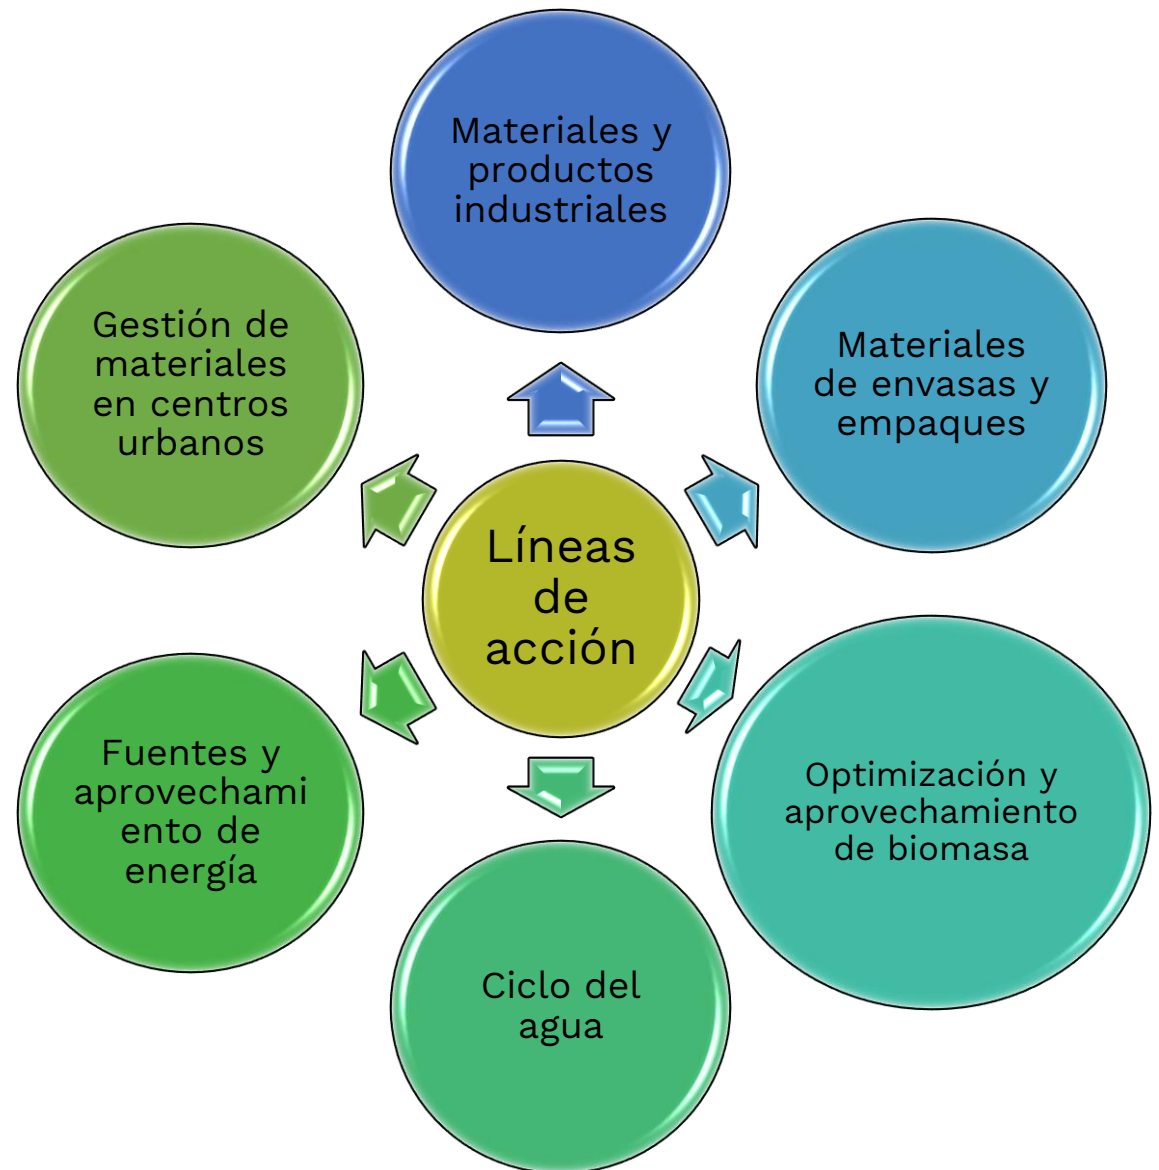 Materiales y
productos
industriales
Gestión de
materiales
en centros
urbanos
Materiales
de envasas y
empaques
Líneas
de
acción
Fuentes y
aprovechami
ento de
energía
Optimización y
aprovechamiento
de biomasa
Ciclo del
agua